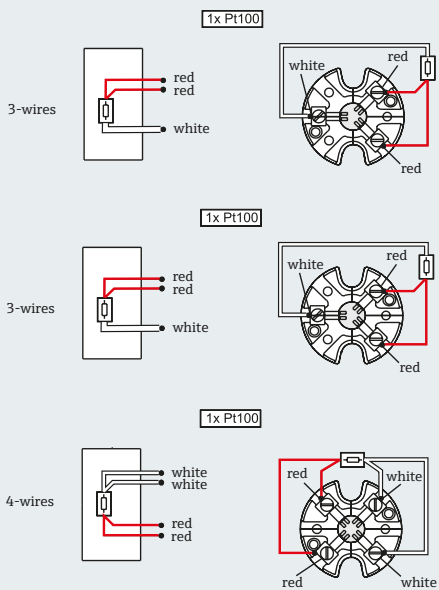 1x Pt100
red
red
3-wires
white
white
red
red
1x Pt100
red
red
3-wires
white
white
red
red
1x Pt100
white
white
4-wires
red
red
red
white
red
white